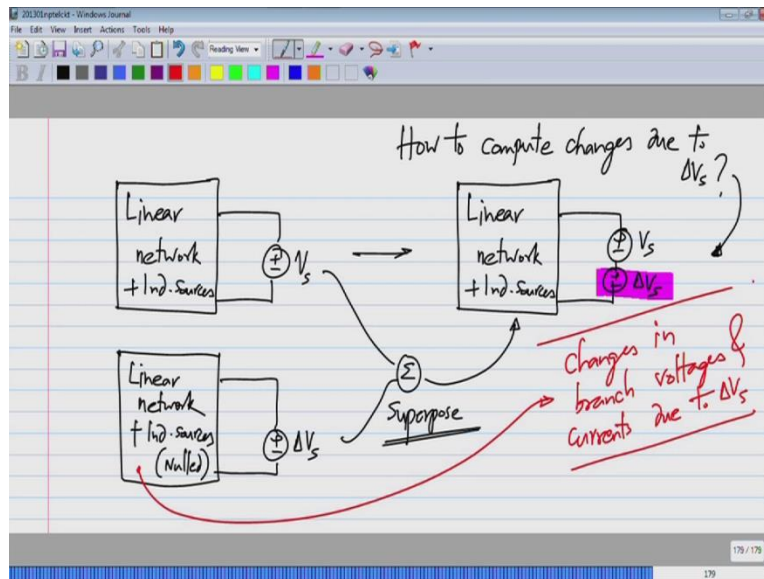 201301nptelckt - Windows Journal
File Edit View Insert Actions Tools Help
Reading View
B I
How to compute changes due to
ΔVs?
Linear
network
+ Ind. sources
Vs
Linear
network
+ Ind. sources
Vs
ΔVs
Linear
network
+ Ind. sources
(Nulled)
ΔVs
Σ
Superpose
changes in
branch voltages &
currents due to ΔVs
179 / 179
179